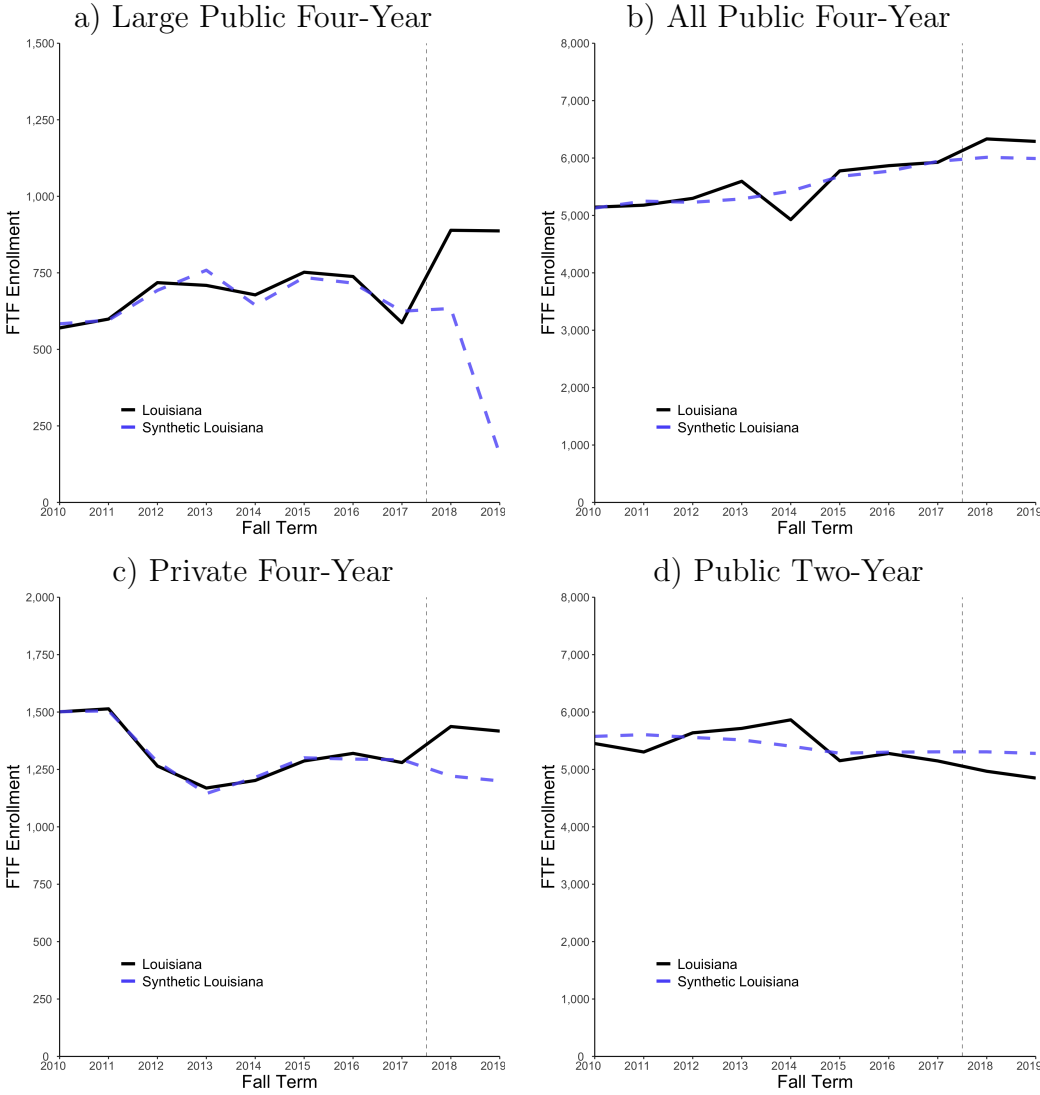 a) Large Public Four-Year
1,500
1,250
1,000
750
500
250
0
FTF Enrollment
Louisiana
Synthetic Louisiana
2010 2011 2012 2013 2014 2015 2016 2017 2018 2019
Fall Term
b) All Public Four-Year
8,000
7,000
6,000
5,000
4,000
3,000
2,000
1,000
0
FTF Enrollment
Louisiana
Synthetic Louisiana
2010 2011 2012 2013 2014 2015 2016 2017 2018 2019
Fall Term
c) Private Four-Year
2,000
1,750
1,500
1,250
1,000
750
500
250
0
FTF Enrollment
Louisiana
Synthetic Louisiana
2010 2011 2012 2013 2014 2015 2016 2017 2018 2019
Fall Term
d) Public Two-Year
8,000
7,000
6,000
5,000
4,000
3,000
2,000
1,000
0
FTF Enrollment
Louisiana
Synthetic Louisiana
2010 2011 2012 2013 2014 2015 2016 2017 2018 2019
Fall Term